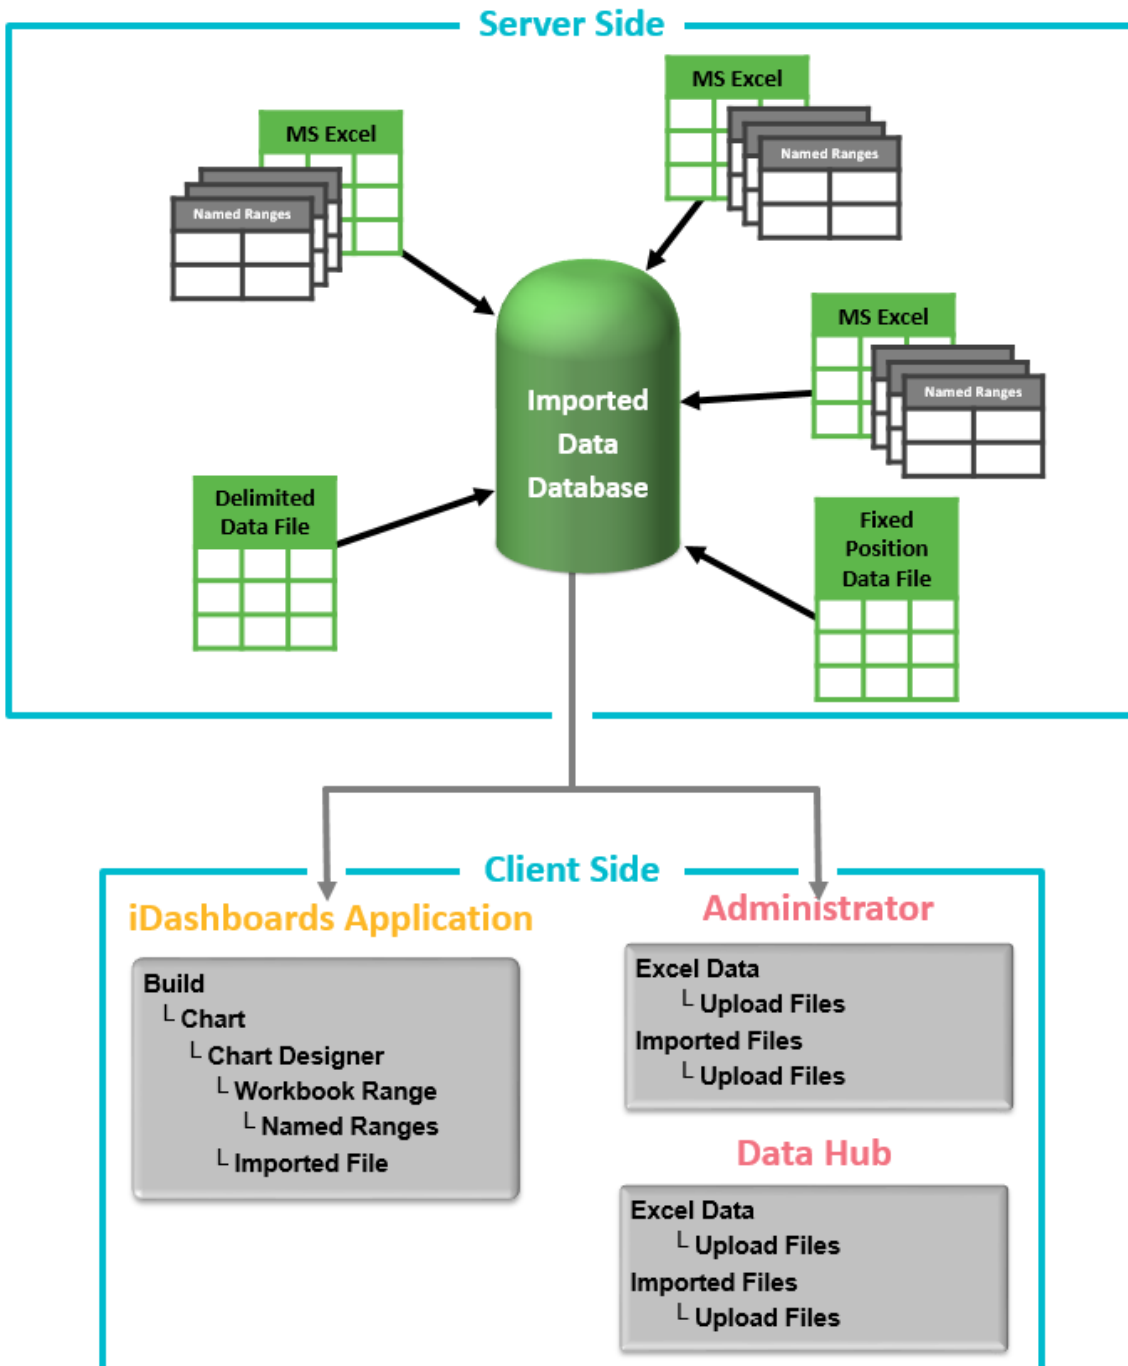 Server Side
MS Excel
Named Ranges
MS Excel
Named Ranges
MS Excel
Named Ranges
Imported
Data
Database
Delimited
Data File
Fixed
Position
Data File
Client Side
iDashboards Application
Build
└ Chart
└ Chart Designer
└ Workbook Range
└ Named Ranges
└ Imported File
Administrator
Excel Data
└ Upload Files
Imported Files
└ Upload Files
Data Hub
Excel Data
└ Upload Files
Imported Files
└ Upload Files